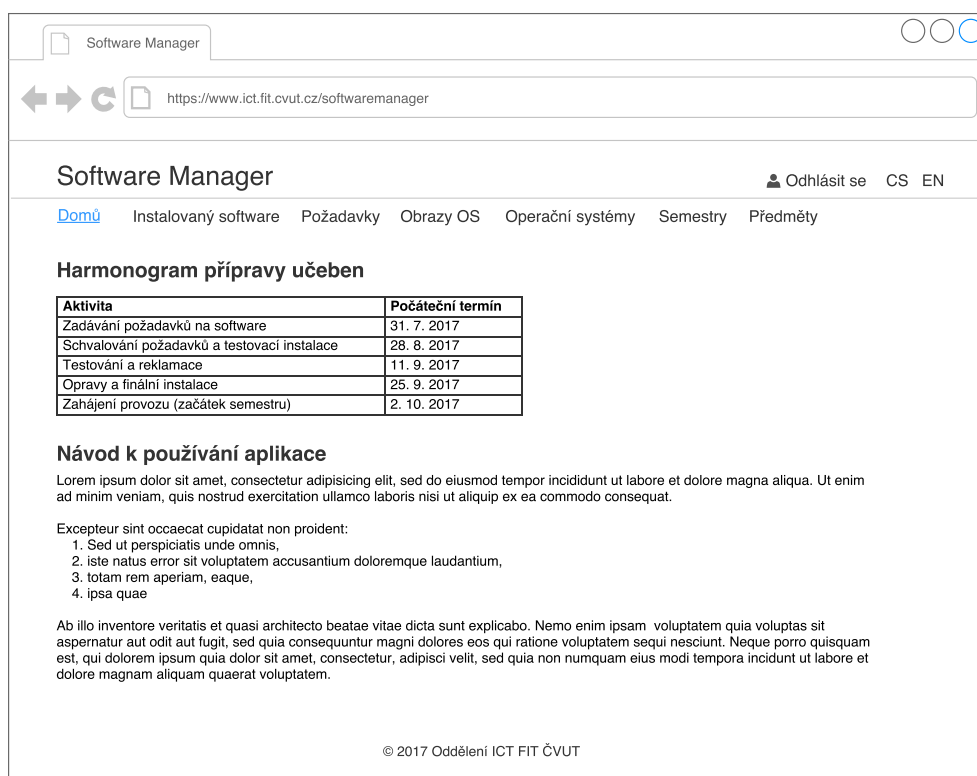 Software Manager
https://www.ict.fit.cvut.cz/softwaremanager
Software Manager
Odhlásit se CS EN
Domů Instalovaný software Požadavky Obrazy OS Operační systémy Semestry Předměty
Harmonogram přípravy učeben
Aktivita Počáteční termín
Zadávání požadavků na software 31. 7. 2017
Schvalování požadavků a testovací instalace 28. 8. 2017
Testování a reklamace 11. 9. 2017
Opravy a finální instalace 25. 9. 2017
Zahájení provozu (začátek semestru) 2. 10. 2017
Návod k používání aplikace
Lorem ipsum dolor sit amet, consectetur adipisicing elit, sed do eiusmod tempor incididunt ut labore et dolore magna aliqua. Ut enim
ad minim veniam, quis nostrud exercitation ullamco laboris nisi ut aliquip ex ea commodo consequat.
Excepteur sint occaecat cupidatat non proident:
1. Sed ut perspiciatis unde omnis,
2. iste natus error sit voluptatem accusantium doloremque laudantium,
3. totam rem aperiam, eaque,
4. ipsa quae
Ab illo inventore veritatis et quasi architecto beatae vitae dicta sunt explicabo. Nemo enim ipsam voluptatem quia voluptas sit
aspernatur aut odit aut fugit, sed quia consequuntur magni dolores eos qui ratione voluptatem sequi nesciunt. Neque porro quisquam
est, qui dolorem ipsum quia dolor sit amet, consectetur, adipisci velit, sed quia non numquam eius modi tempora incidunt ut labore et
dolore magnam aliquam quaerat voluptatem.
© 2017 Oddělení ICT FIT ČVUT